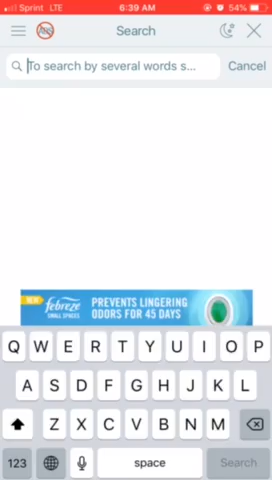 Sprint LTE 6:39 AM 54%
Search
To search by several words s... Cancel
NEW febreze PREVENTS LINGERING
SMALL SPACES ODORS FOR 45 DAYS
Q W E R T Y U I O P
A S D F G H J K L
Z X C V B N M
123 space Search